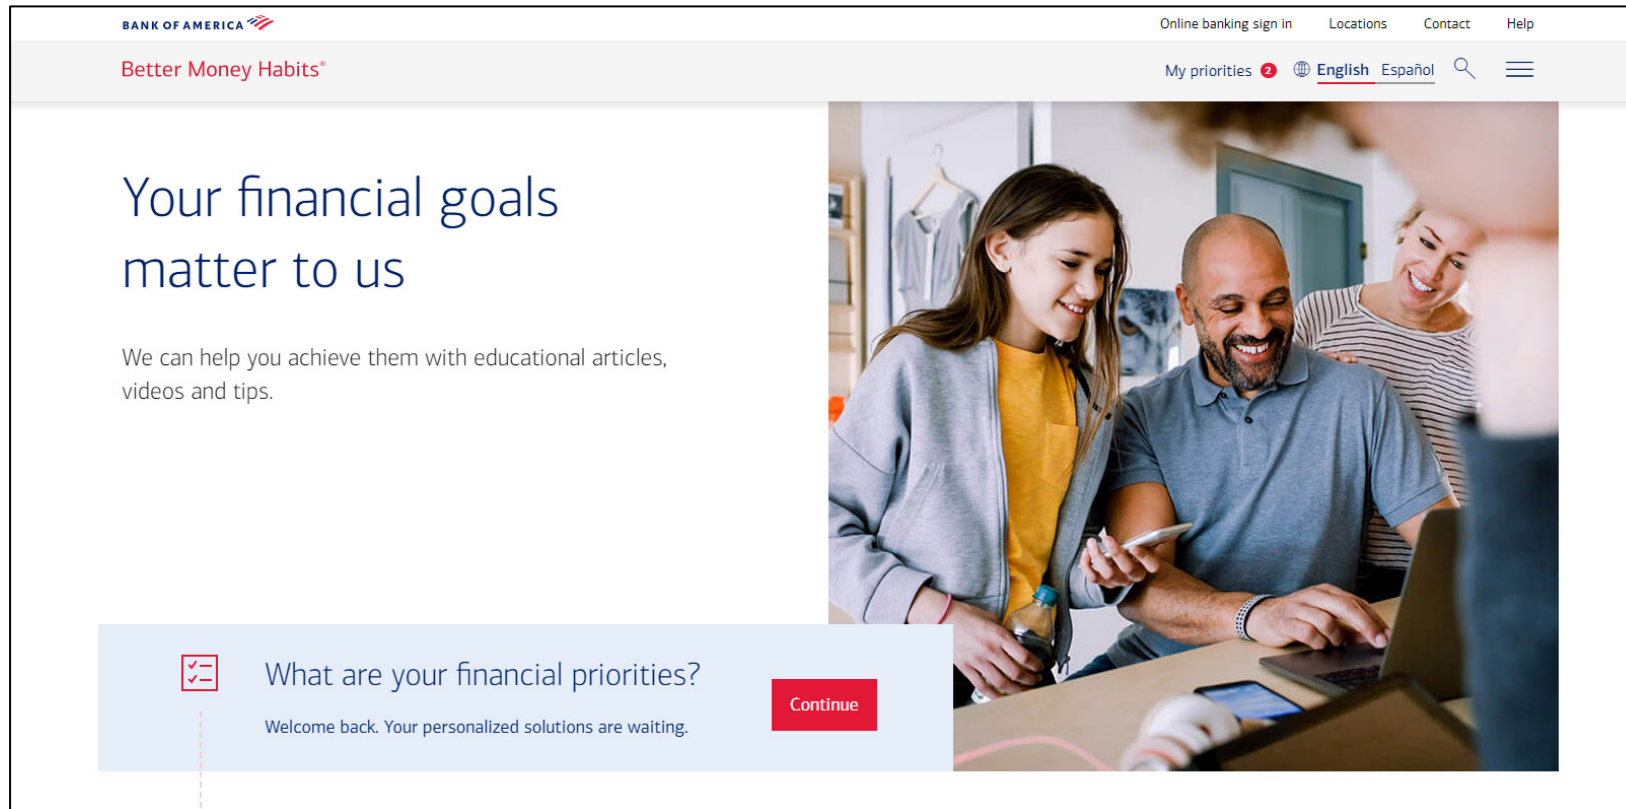 BANK OF AMERICA
Online banking sign in Locations Contact Help
Better Money Habits®
My priorities 2 English Español
Your financial goals
matter to us
We can help you achieve them with educational articles,
videos and tips.
What are your financial priorities?
Welcome back. Your personalized solutions are waiting.
Continue